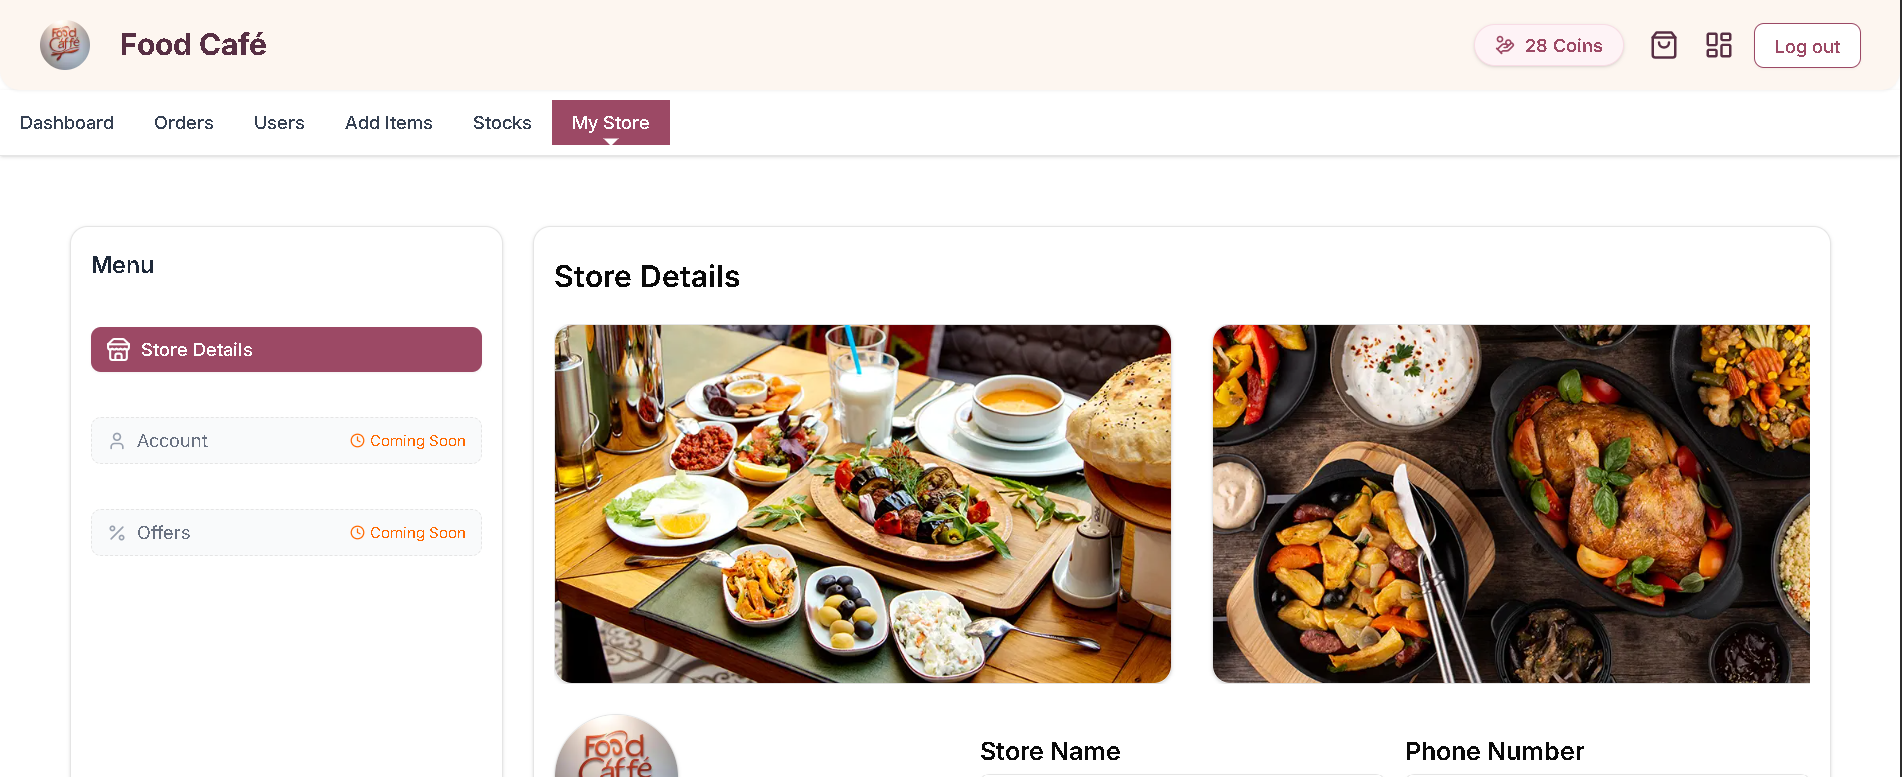 Food Caffé
Food Café
28 Coins
Log out
Dashboard
Orders
Users
Add Items
Stocks
My Store
Menu
Store Details
Account
Coming Soon
Offers
Coming Soon
Store Details
Food Caffé
Store Name
Phone Number